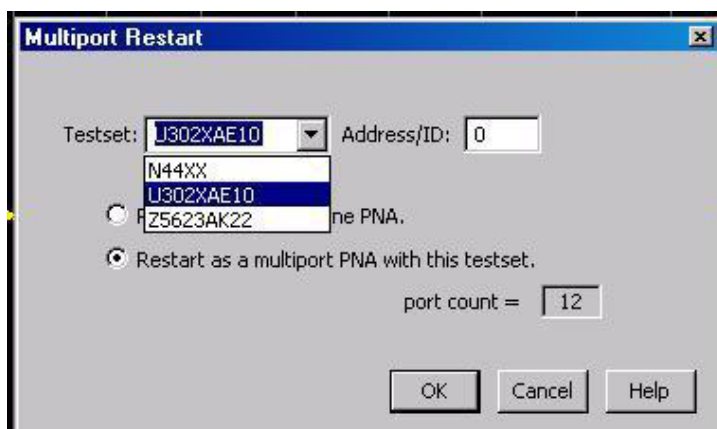 Multiport Restart
Testset: U302XAE10 Address/ID: 0
N44XX
U302XAE10
Z5623AK22
ne PNA.
Restart as a multiport PNA with this testset.
port count = 12
OK Cancel Help